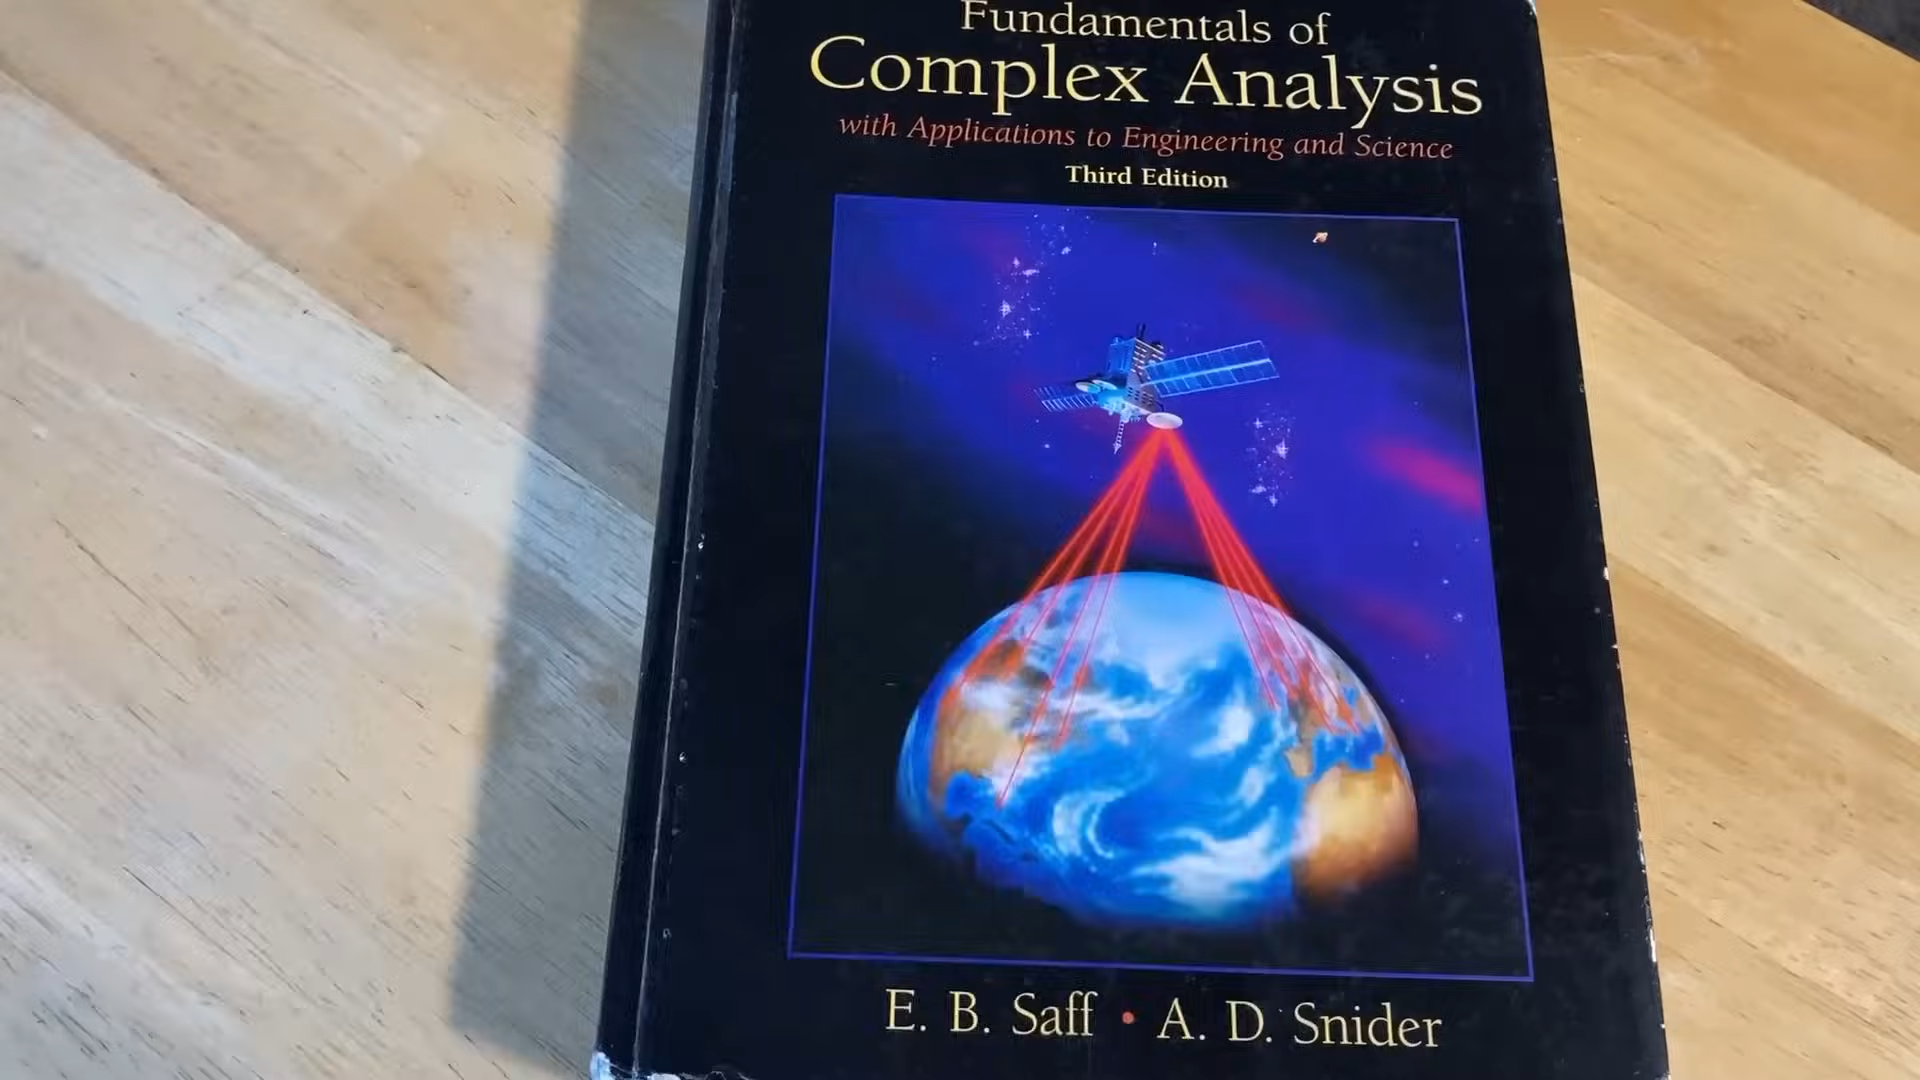 Fundamentals of
Complex Analysis
with Applications to Engineering and Science
Third Edition
E. B. Saff • A. D. Snider